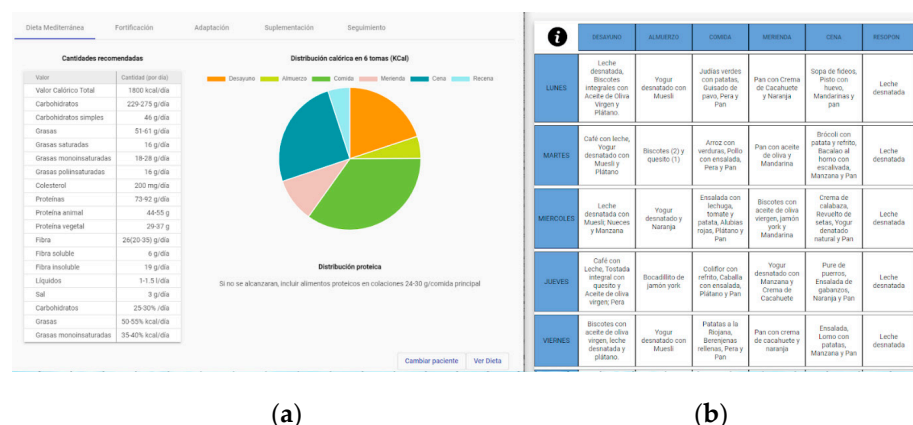 Dieta Mediterránea Fortificación Adaptación Suplementación Seguimiento
Cantidades recomendadas
Valor Cantidad (por día)
Valor Calórico Total 1800 kcal/día
Carbohidratos 229-275 g/día
Carbohidratos simples 46 g/día
Grasas 51-61 g/día
Grasas saturadas 16 g/día
Grasas monoinsaturadas 18-28 g/día
Grasas poliinsaturadas 16 g/día
Colesterol 200 mg/día
Proteínas 73-92 g/día
Proteína animal 44-55 g
Proteína vegetal 29-37 g
Fibra 26(20-35) g/día
Fibra soluble 6 g/día
Fibra insoluble 19 g/día
Líquidos 1-1.5 l/día
Sal 3 g/día
Carbohidratos 25-30% /día
Grasas 50-55% kcal/día
Grasas monoinsaturadas 35-40% kcal/día
Distribución calórica en 6 tomas (KCal)
Desayuno Almuerzo Comida Merienda Cena Recena
Distribución proteica
Si no se alcanzaran, incluir alimentos proteicos en colaciones 24-30 g/comida principal
Cambiar paciente Ver Dieta
(a)
i DESAYUNO ALMUERZO COMIDA MERIENDA CENA RESOPON
LUNES
Leche
desnatada,
Biscotes
integrales con
Aceite de Oliva
Virgen y
Plátano.
Yogur
desnatado con
Muesli
Judías verdes
con patatas,
Guisado de
pavo, Pera y
Pan
Pan con Crema
de Cacahuete
y Naranja
Sopa de fideos,
Pisto con
huevo,
Mandarinas y
pan
Leche
desnatada
MARTES
Café con leche,
Yogur
desnatado con
Muesli y
Plátano
Biscotes (2) y
quesito (1)
Arroz con
verduras, Pollo
con ensalada,
Pera y Pan
Pan con aceite
de oliva y
Mandarina
Brócoli con
patata y refrito,
Bacalao al
horno con
escalivada,
Manzana y Pan
Leche
desnatada
MIERCOLES
Leche
desnatada con
Muesli, Nueces
y Manzana
Yogur
desnatado y
Naranja
Ensalada con
lechuga,
tomate y
patata, Alubias
rojas, Plátano y
Pan
Biscotes con
aceite de oliva
viergen, jamón
york y
Mandarina
Crema de
calabaza,
Revuelto de
setas, Yogur
denatado
natural y Pan
Leche
desnatada
JUEVES
Café con
Leche, Tostada
integral con
quesito y
Aceite de oliva
virgen; Pera
Bocadillito de
jamón york
Coliflor con
refrito, Caballa
con ensalada,
Plátano y Pan
Yogur
desnatado con
Manzana y
Crema de
Cacahuete
Pure de
puerros,
Ensalada de
gabanzos,
Naranja y Pan
Leche
desnatada
VIERNES
Biscotes con
aceite de oliva
virgen, leche
desnatada y
plátano.
Yogur
desnatado con
Muesli
Patatas a la
Riojana,
Berenjenas
rellenas, Pera y
Pan
Pan con crema
de cacahuete y
naranja
Ensalada,
Lomo con
patatas,
Manzana y Pan
Leche
desnatada
(b)